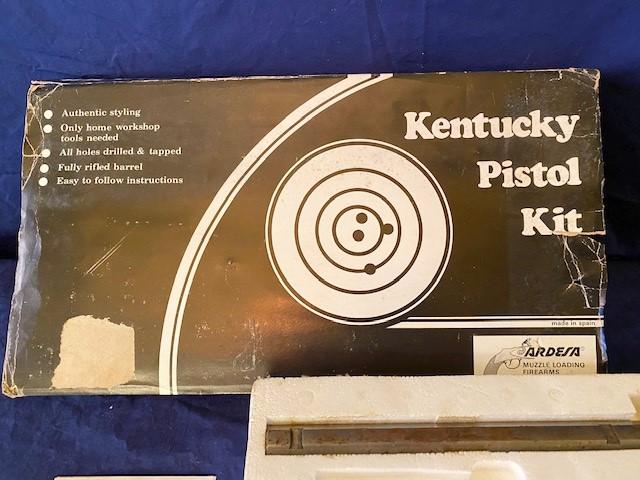 Authentic styling
Only home workshop
tools needed
All holes drilled & tapped
Fully rifled barrel
Easy to follow instructions
Kentucky
Pistol
Kit
made in spain
ARDESA
MUZZLE LOADING
FIREARMS